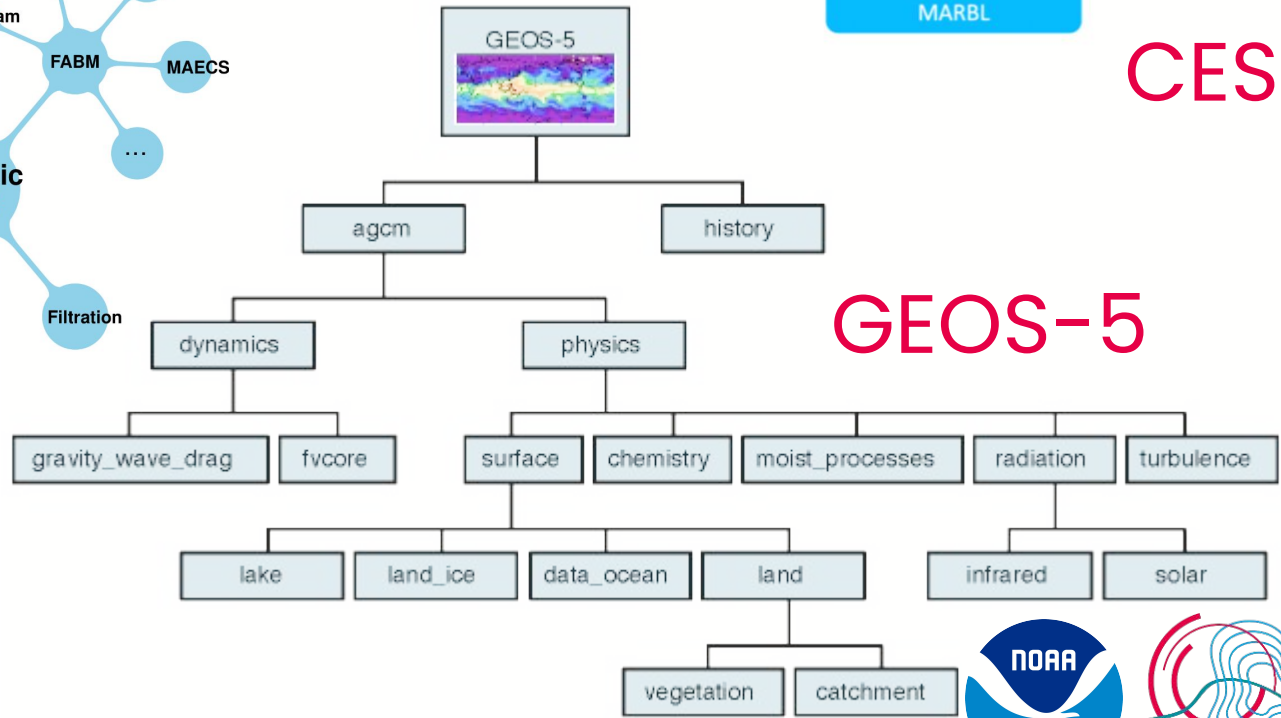 am
FABM
MAECS
...
ic
Filtration
MARBL
CES
GEOS-5
GEOS-5
agcm
history
dynamics
physics
gravity_wave_drag
fvcore
surface
chemistry
moist_processes
radiation
turbulence
lake
land_ice
data_ocean
land
infrared
solar
vegetation
catchment
NOAA